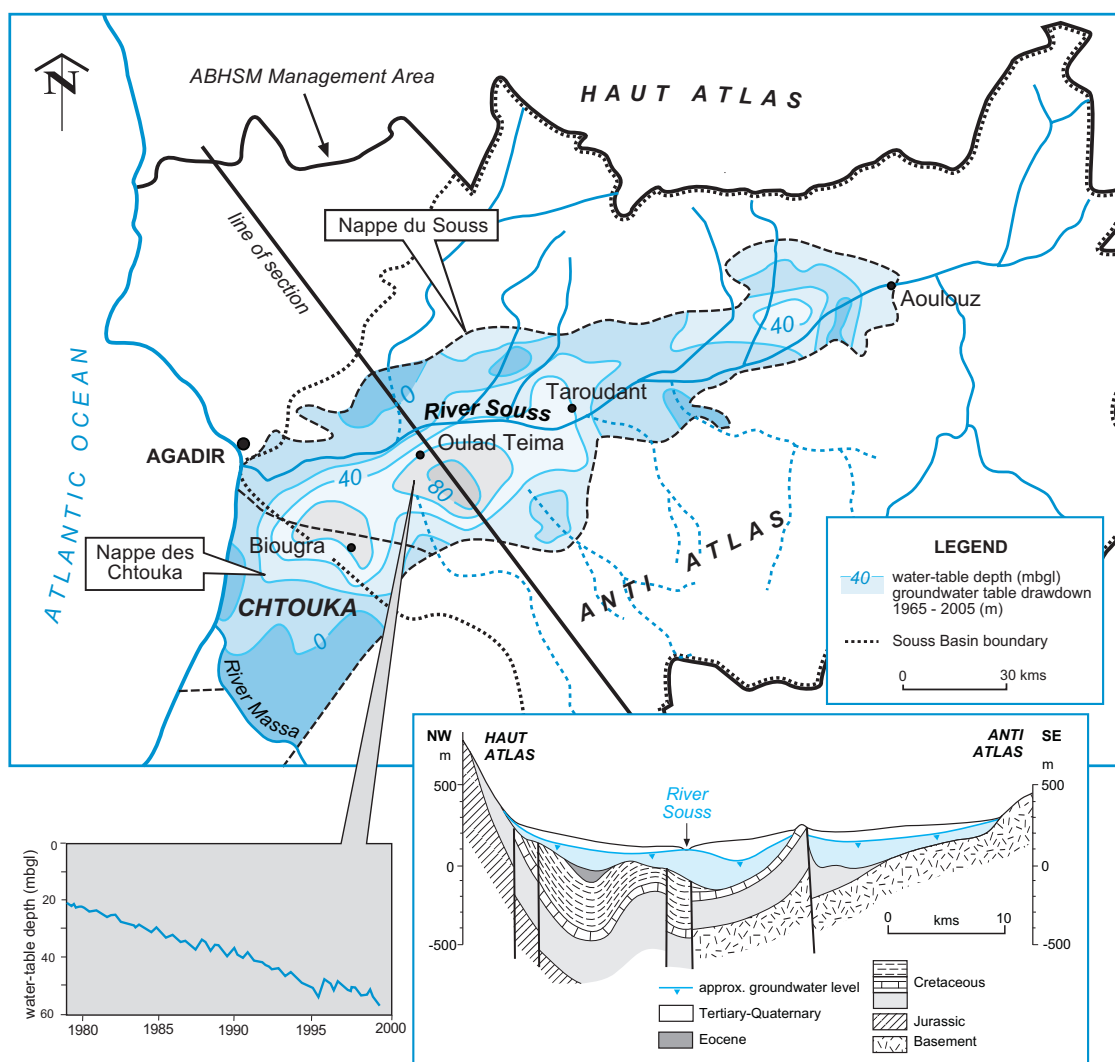 N
ABHSM Management Area
HAUT ATLAS
line of section
Nappe du Souss
Aoulouz
40
0
Taroudant
River Souss
Oulad Teima
AGADIR
40
80
ATLANTIC OCEAN
Biougra
Nappe des
Chtouka
CHTOUKA
0
ANTI ATLAS
River Massa
LEGEND
40
water-table depth (mbgl)
groundwater table drawdown
1965 - 2005 (m)
Souss Basin boundary
0
30 kms
NW
HAUT
ATLAS
ANTI
ATLAS
SE
m
m
500
500
River
Souss
0
0
-500
-500
0
kms
10
approx. groundwater level
Tertiary-Quaternary
Eocene
Cretaceous
Jurassic
Basement
water-table depth (mbgl)
0
20
40
60
1980
1985
1990
1995
2000